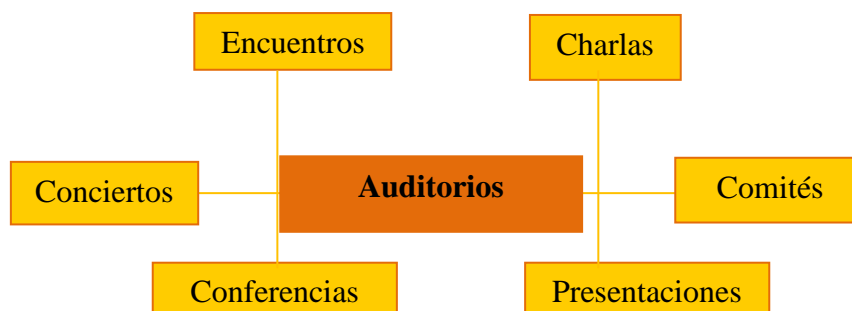 Encuentros
Charlas
Conciertos
Auditorios
Comités
Conferencias
Presentaciones